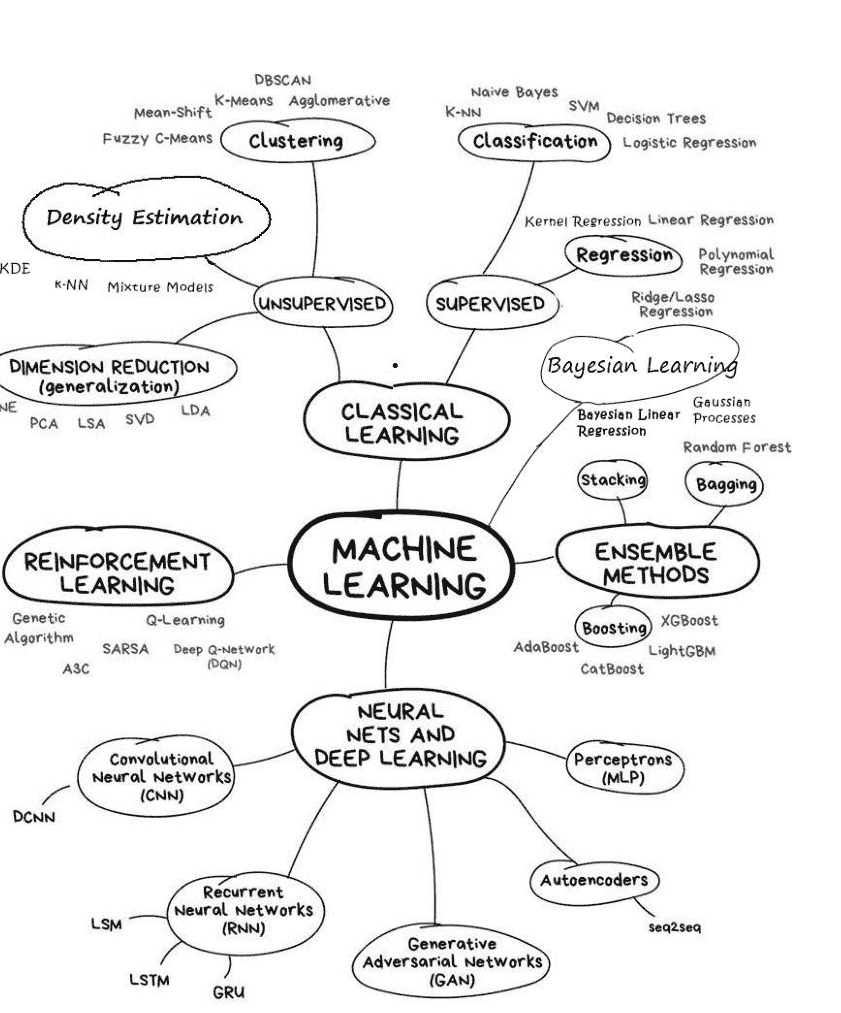 DBSCAN
K-Means Agglomerative
Mean-Shift
Fuzzy C-Means
Clustering
Naive Bayes
K-NN
SVM
Decision Trees
Classification
Logistic Regression
Density Estimation
KDE
K-NN
Mixture Models
Kernel Regression Linear Regression
Regression
Polynomial
Regression
Ridge/Lasso
Regression
UNSUPERVISED
SUPERVISED
DIMENSION REDUCTION
(generalization)
NE
PCA
LSA
SVD
LDA
Bayesian Learning
Bayesian Linear
Regression
Gaussian
Processes
CLASSICAL
LEARNING
Random Forest
Stacking
Bagging
MACHINE
LEARNING
REINFORCEMENT
LEARNING
ENSEMBLE
METHODS
Genetic
Algorithm
Q-Learning
SARSA
Deep Q-Network
(DQN)
A3C
Boosting
XGBoost
AdaBoost
LightGBM
CatBoost
NEURAL
NETS AND
DEEP LEARNING
Convolutional
Neural Networks
(CNN)
DCNN
Perceptrons
(MLP)
Recurrent
Neural Networks
(RNN)
LSM
LSTM
GRU
Autoencoders
seq2seq
Generative
Adversarial Networks
(GAN)